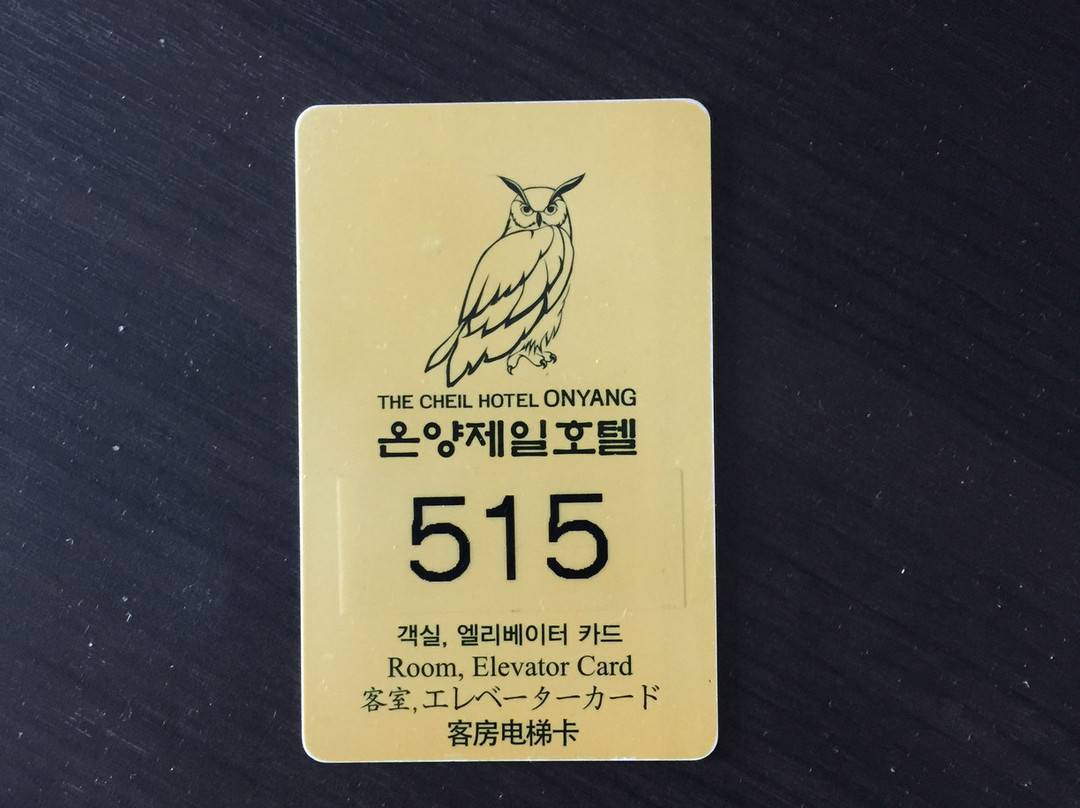 THE CHEIL HOTEL ONYANG
온양제일호텔
515
객실, 엘리베이터 카드
Room, Elevator Card
客室,エレベーターカード
客房电梯卡